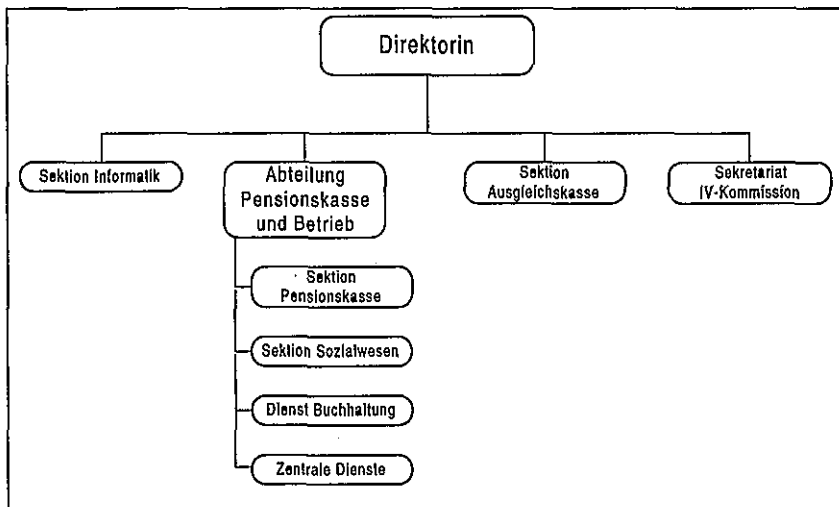 Direktorin
Sektion Informatik
Abteilung
Pensionskasse
und Betrieb
Sektion
Ausgleichskasse
Sekretariat
IV-Kommission
Sektion
Pensionskasse
Sektion Sozialwesen
Dienst Buchhaltung
Zentrale Dienste